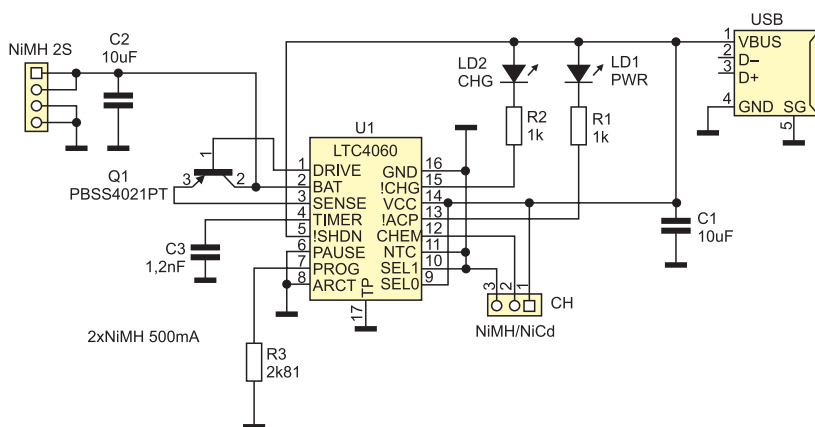 NiMH 2S
C2
10uF
USB
1 VBUS
2 D−
3 D+
4 GND SG
5
LD2
CHG
LD1
PWR
R2
1k
R1
1k
U1
LTC4060
1
Q1
3 2
PBSS4021PT
1 DRIVE
2 BAT
3 SENSE
4 TIMER
5 !SHDN
6 PAUSE
7 PROG
8 ARCT
TP
17
GND 16
!CHG 15
VCC 14
!ACP 13
CHEM 12
NTC 11
SEL1 10
SEL0 9
C3
1,2nF
C1
10uF
3 2 1
CH
NiMH/NiCd
2xNiMH 500mA
R3
2k81